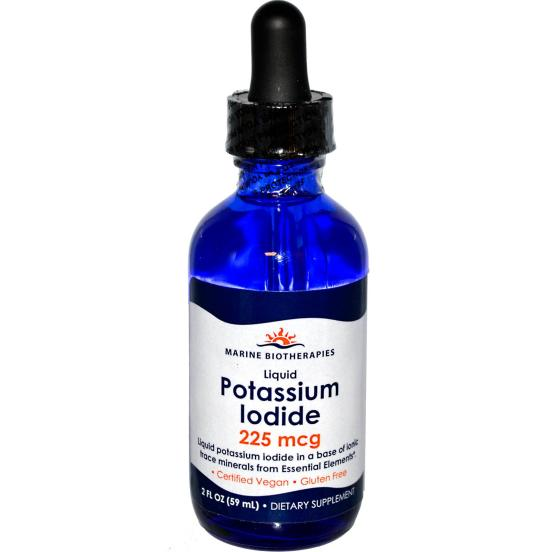 MARINE BIOTHERAPIES
Liquid
Potassium
Iodide
225 mcg
Liquid potassium iodide in a base of ionic
trace minerals from Essential Elements*.
• Certified Vegan • Gluten Free
2 FL OZ (59 mL) • DIETARY SUPPLEMENT